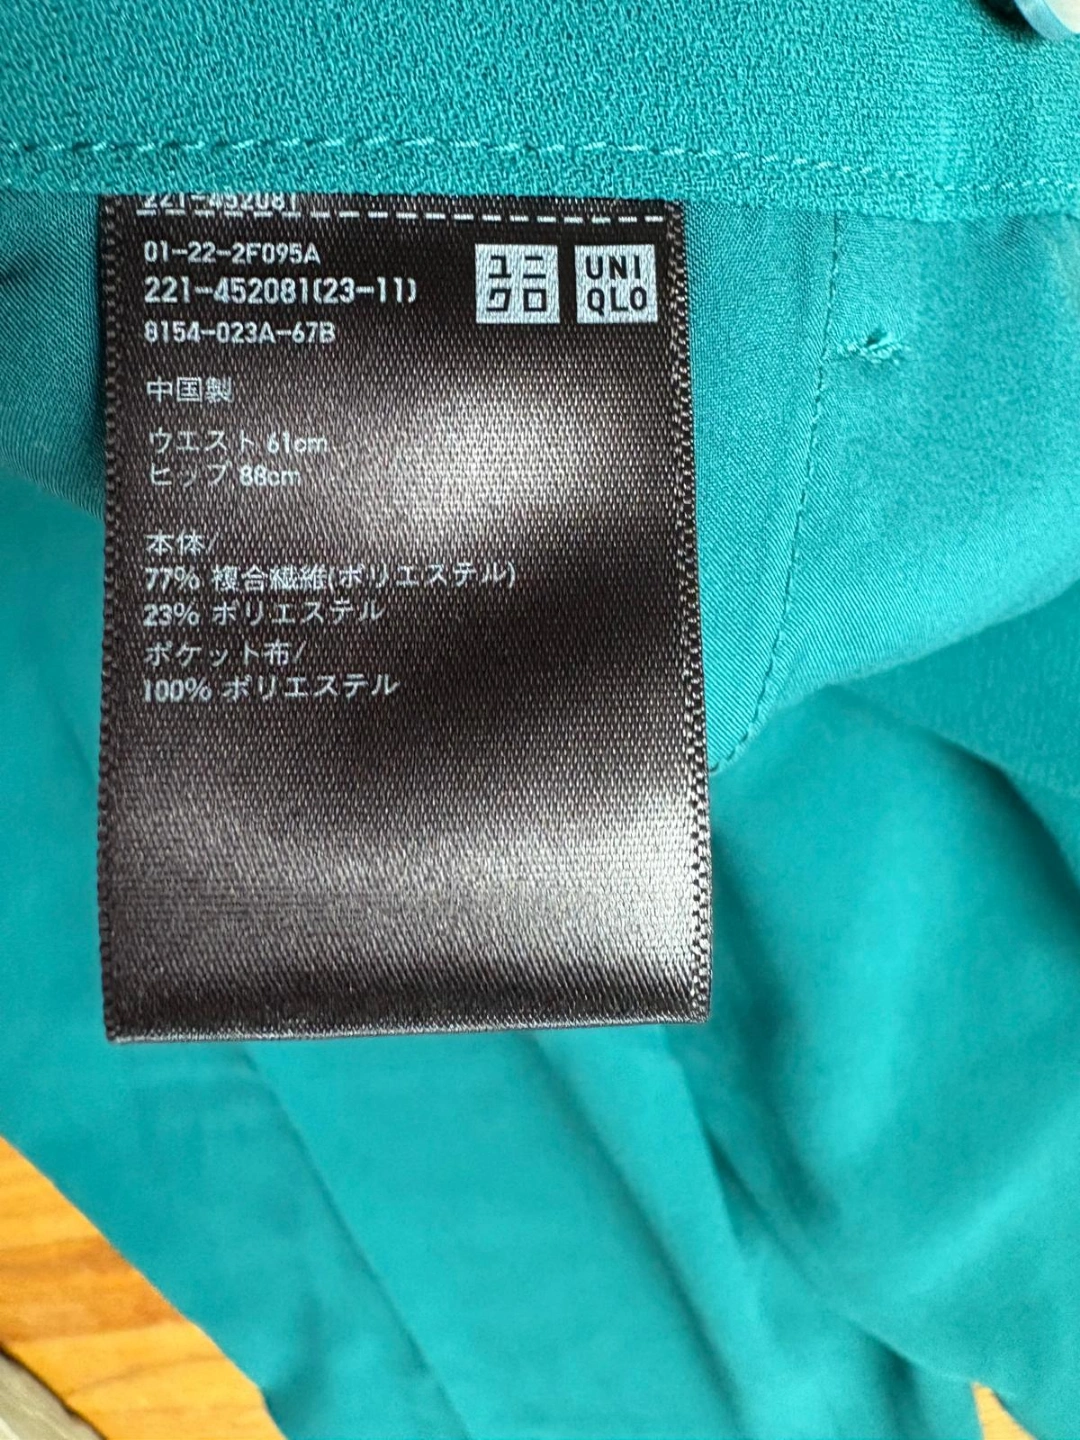 221-452081
01-22-2F095A
221-452081(23-11)
8154-023A-67B
ユニ
クロ
UNI
QLO
中国製
ウエスト 61cm
ヒップ 88cm
本体/
77% 複合繊維(ポリエステル)
23% ポリエステル
ポケット布/
100% ポリエステル